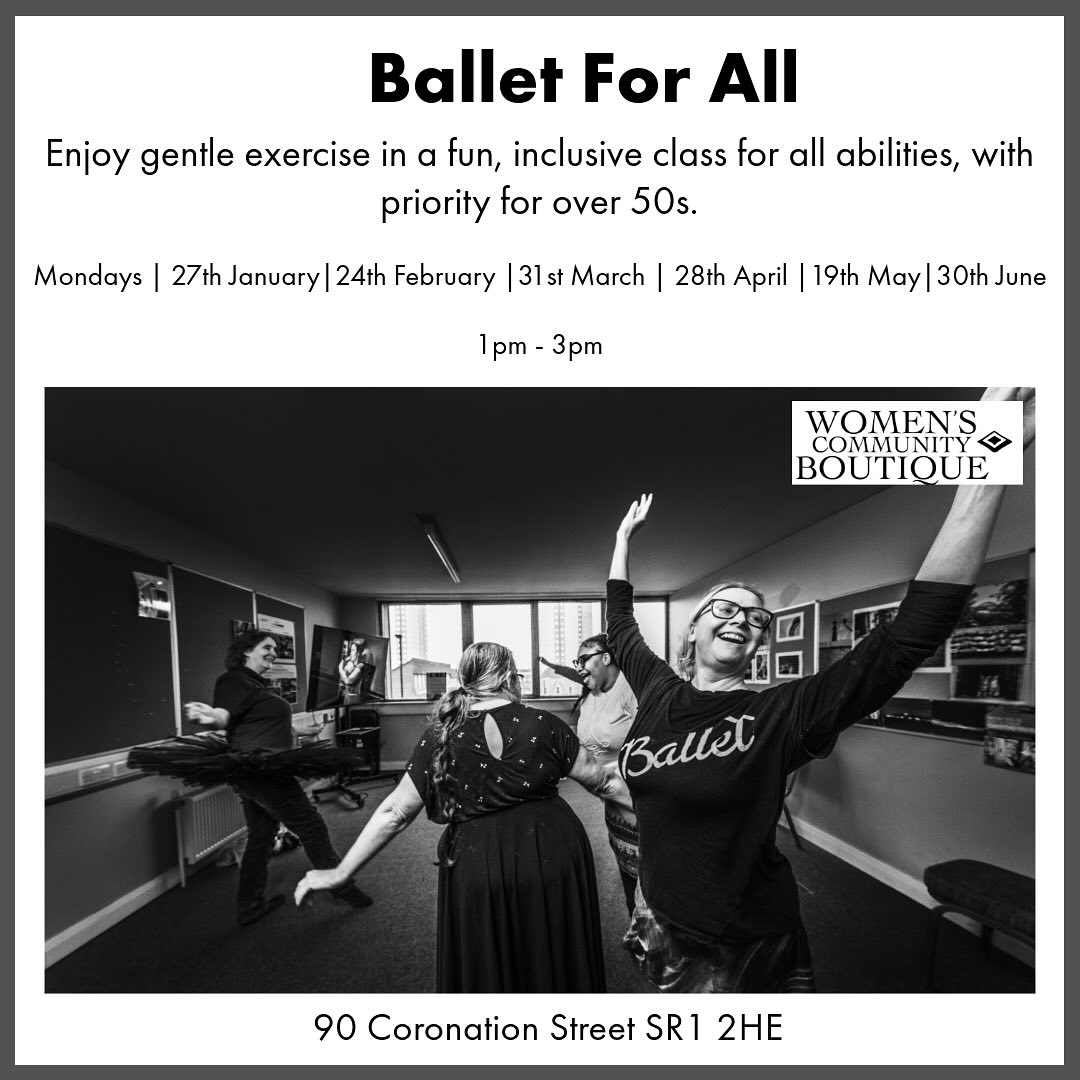 Ballet For All
Enjoy gentle exercise in a fun, inclusive class for all abilities, with
priority for over 50s.
Mondays | 27th January|24th February |31st March | 28th April |19th May|30th June
1pm - 3pm
WOMEN'S
COMMUNITY
BOUTIQUE
Ballet
90 Coronation Street SR1 2HE